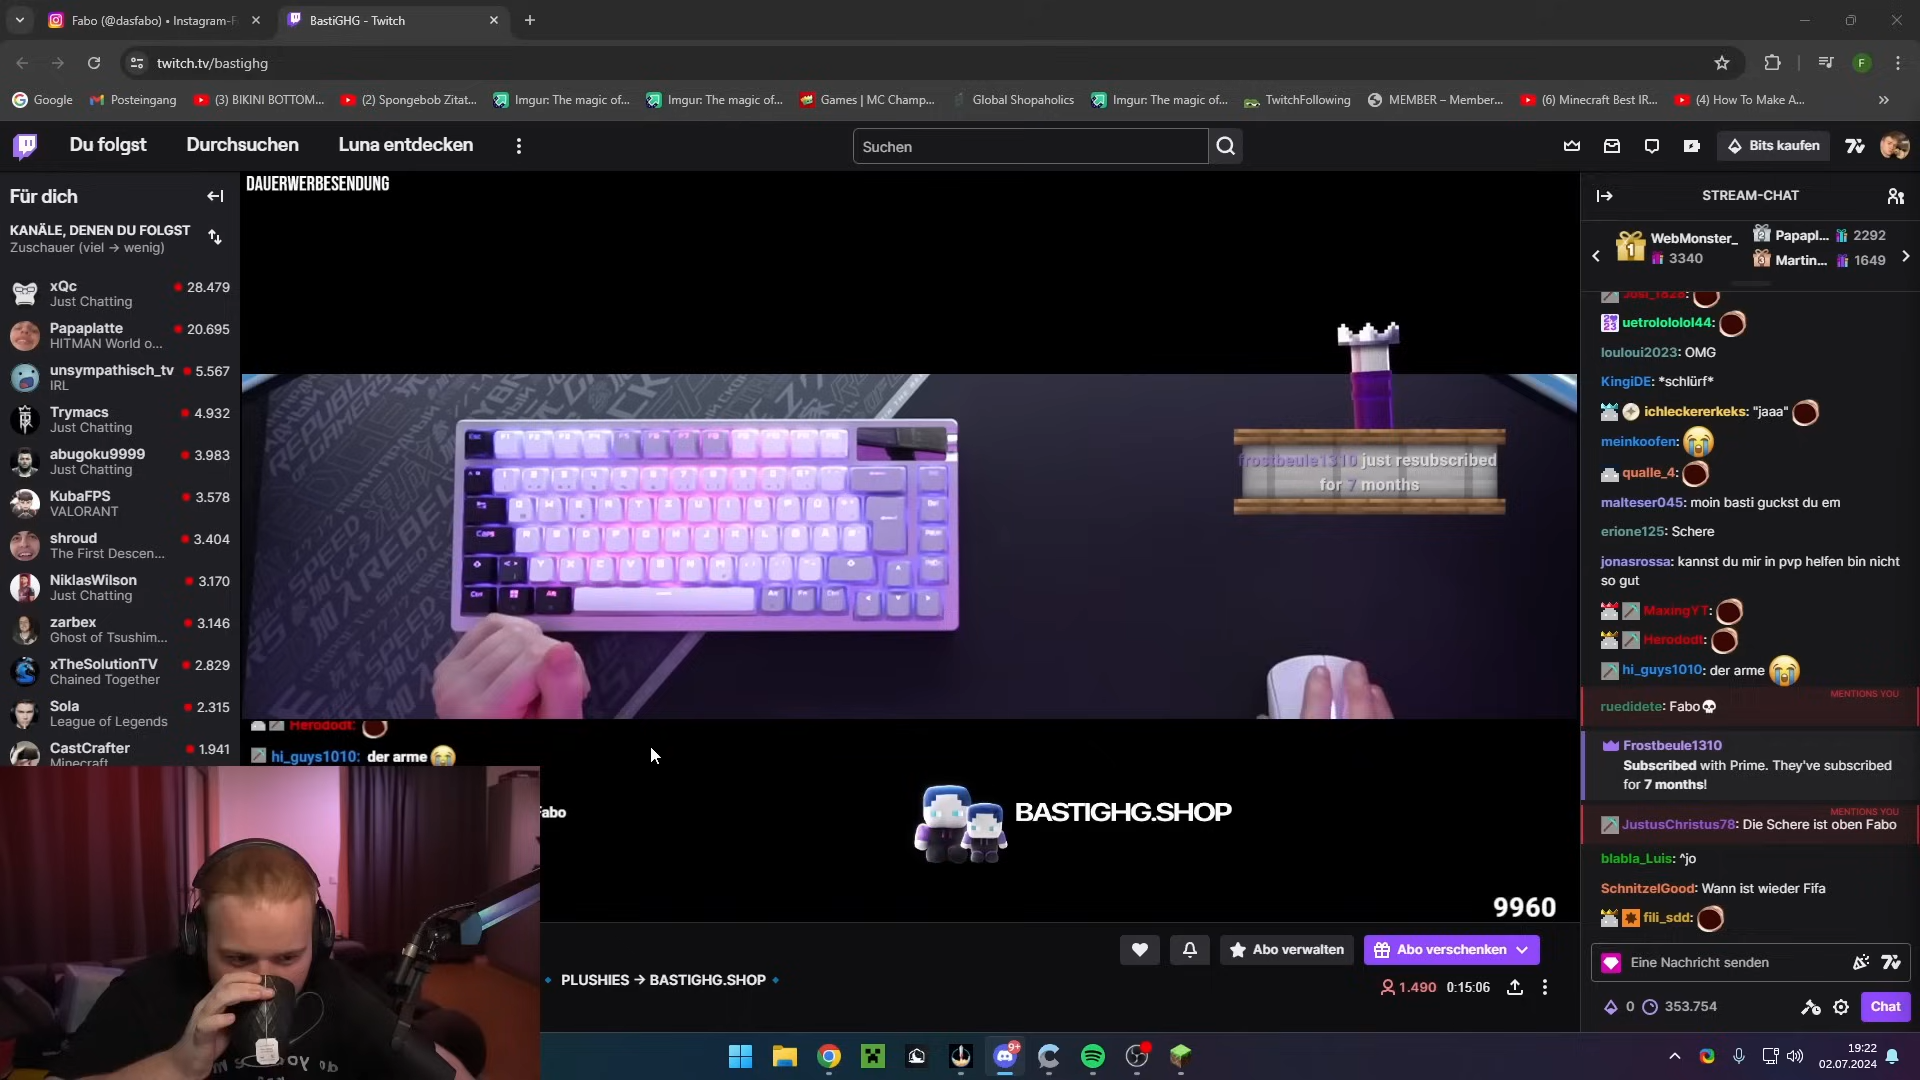 Fabo (@dasfabo) • Instagram-F
BastiGHG - Twitch
twitch.tv/bastighg
Google
Posteingang
(3) BIKINI BOTTOM...
(2) Spongebob Zitat...
Imgur: The magic of...
Imgur: The magic of...
Games | MC Champ...
Global Shopaholics
Imgur: The magic of...
TwitchFollowing
MEMBER – Member...
(6) Minecraft Best IR...
(4) How To Make A...
Du folgst
Durchsuchen
Luna entdecken
Suchen
Bits kaufen
Für dich
KANÄLE, DENEN DU FOLGST
Zuschauer (viel → wenig)
xQc
28.479
Just Chatting
Papaplatte
20.695
HITMAN World o...
unsympathisch_tv
5.567
IRL
Trymacs
4.932
Just Chatting
abugoku9999
3.983
Just Chatting
KubaFPS
3.578
VALORANT
shroud
3.404
The First Descen...
NiklasWilson
3.170
Just Chatting
zarbex
3.146
Ghost of Tsushim...
xTheSolutionTV
2.829
Chained Together
Sola
2.315
League of Legends
CastCrafter
1.941
Minecraft
DAUERWERBESENDUNG
frostbeule1310 just resubscribed
for 7 months
Herododt:
hi_guys1010: der arme
Fabo
BASTIGHG.SHOP
9960
Abo verwalten
Abo verschenken
PLUSHIES → BASTIGHG.SHOP
1.490
0:15:06
STREAM-CHAT
1
WebMonster_
3340
Papapl...
2292
Martin...
1649
Josi_1828:
uetrolololol44:
louloui2023: OMG
KingiDE: *schlürf*
ichleckererkeks: "jaaa"
meinkoofen:
qualle_4:
malteser045: moin basti guckst du em
erione125: Schere
jonasrossa: kannst du mir in pvp helfen bin nicht
so gut
MaxingYT:
Herododt:
hi_guys1010: der arme
MENTIONS YOU
ruedidete: Fabo
Frostbeule1310
Subscribed with Prime. They've subscribed
for 7 months!
MENTIONS YOU
JustusChristus78: Die Schere ist oben Fabo
blabla_Luis: ^jo
SchnitzelGood: Wann ist wieder Fifa
fili_sdd:
Eine Nachricht senden
0
353.754
Chat
9+
19:22
02.07.2024